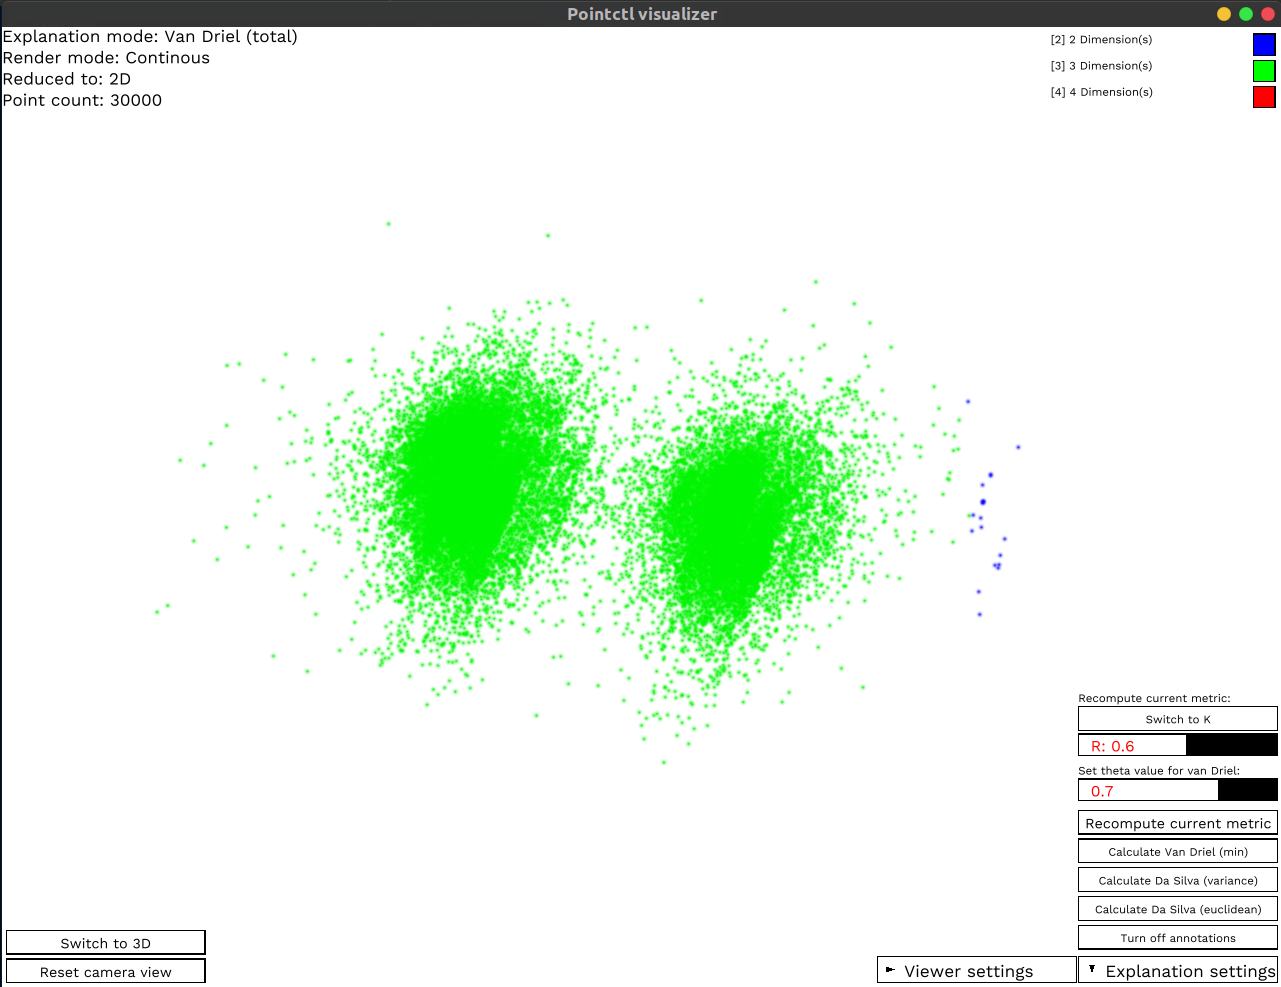 Pointctl visualizer
Explanation mode: Van Driel (total)
Render mode: Continous
Reduced to: 2D
Point count: 30000
[2] 2 Dimension(s)
[3] 3 Dimension(s)
[4] 4 Dimension(s)
Recompute current metric:
Switch to K
R: 0.6
Set theta value for van Driel:
0.7
Recompute current metric
Calculate Van Driel (min)
Calculate Da Silva (variance)
Calculate Da Silva (euclidean)
Turn off annotations
Switch to 3D
Reset camera view
Viewer settings
Explanation settings